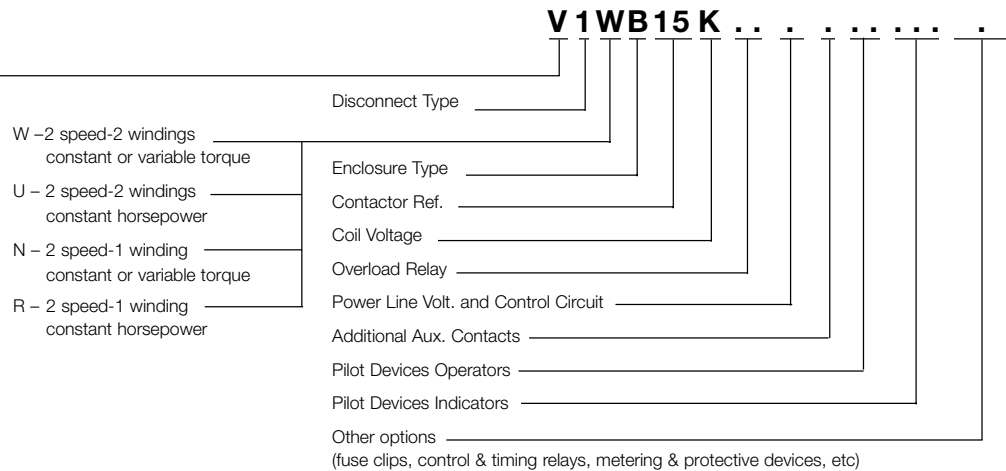 V 1 W B 1 5 K . . . . . . . . . .
Disconnect Type
W –2 speed-2 windings
constant or variable torque
U – 2 speed-2 windings
constant horsepower
N – 2 speed-1 winding
constant or variable torque
R – 2 speed-1 winding
constant horsepower
Enclosure Type
Contactor Ref.
Coil Voltage
Overload Relay
Power Line Volt. and Control Circuit
Additional Aux. Contacts
Pilot Devices Operators
Pilot Devices Indicators
Other options
(fuse clips, control & timing relays, metering & protective devices, etc)